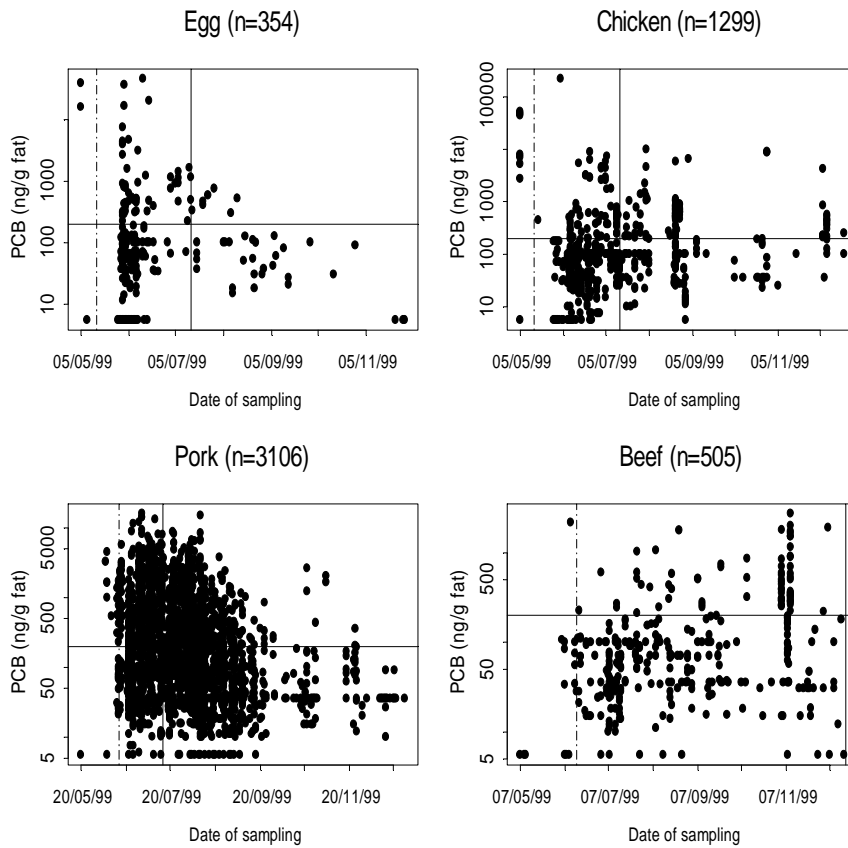 Egg (n=354)
PCB (ng/g fat)
10
100
1000
05/05/99
05/07/99
05/09/99
05/11/99
Date of sampling
Chicken (n=1299)
PCB (ng/g fat)
10
100
1000
100000
05/05/99
05/07/99
05/09/99
05/11/99
Date of sampling
Pork (n=3106)
PCB (ng/g fat)
5
50
500
5000
20/05/99
20/07/99
20/09/99
20/11/99
Date of sampling
Beef (n=505)
PCB (ng/g fat)
5
50
500
07/05/99
07/07/99
07/09/99
07/11/99
Date of sampling